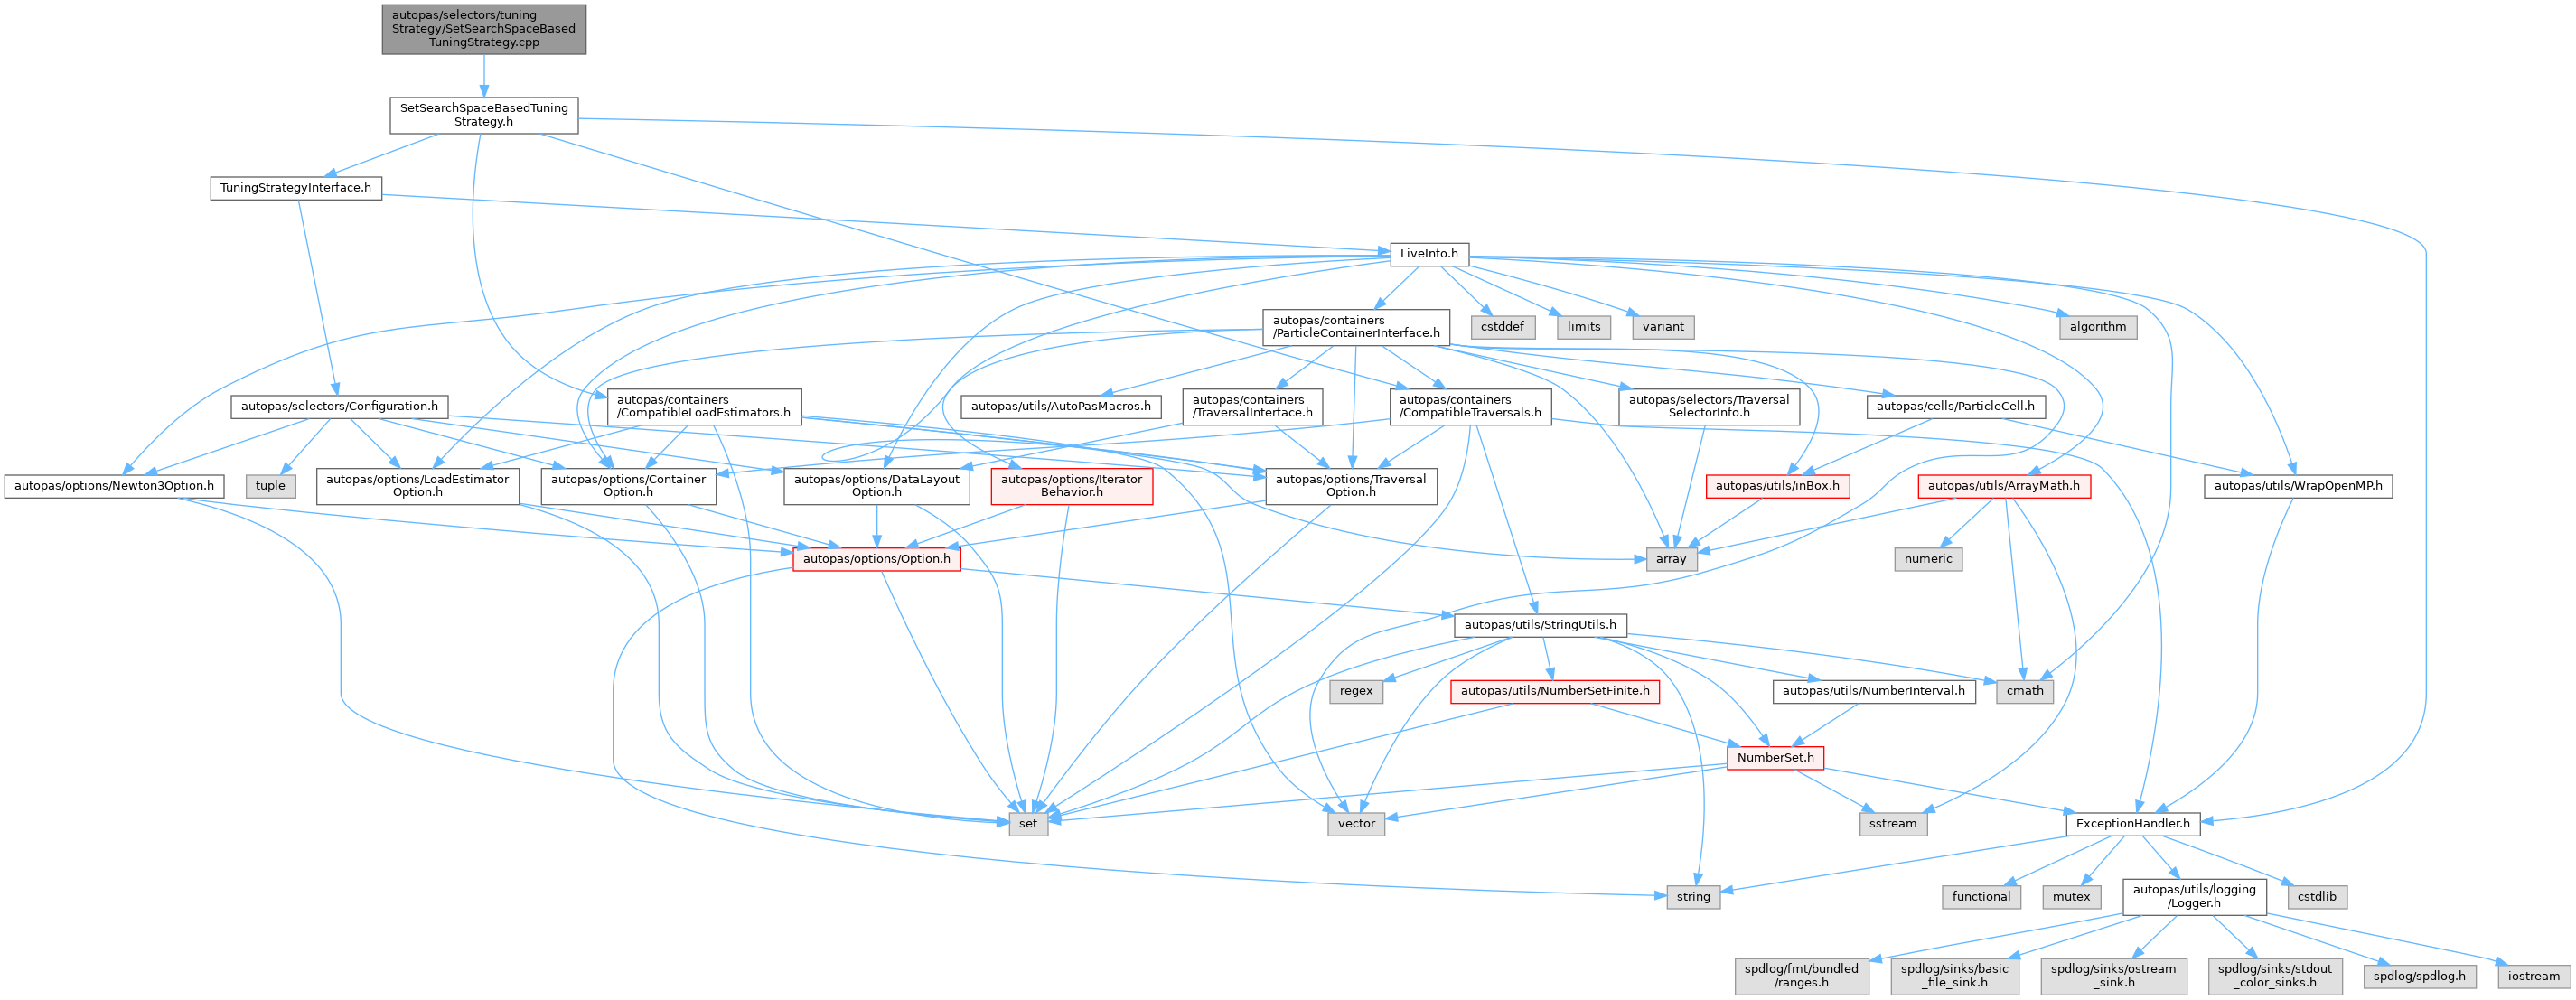 autopas/selectors/tuning
Strategy/SetSearchSpaceBased
TuningStrategy.cpp
SetSearchSpaceBasedTuning
Strategy.h
TuningStrategyInterface.h
LiveInfo.h
autopas/containers
/ParticleContainerInterface.h
cstddef
limits
variant
algorithm
autopas/selectors/Configuration.h
autopas/containers
/CompatibleLoadEstimators.h
autopas/utils/AutoPasMacros.h
autopas/containers
/TraversalInterface.h
autopas/containers
/CompatibleTraversals.h
autopas/selectors/Traversal
SelectorInfo.h
autopas/cells/ParticleCell.h
autopas/options/Newton3Option.h
tuple
autopas/options/LoadEstimator
Option.h
autopas/options/Container
Option.h
autopas/options/DataLayout
Option.h
autopas/options/Iterator
Behavior.h
autopas/options/Traversal
Option.h
autopas/utils/inBox.h
autopas/utils/ArrayMath.h
autopas/utils/WrapOpenMP.h
autopas/options/Option.h
array
numeric
autopas/utils/StringUtils.h
regex
autopas/utils/NumberSetFinite.h
autopas/utils/NumberInterval.h
cmath
NumberSet.h
set
vector
sstream
ExceptionHandler.h
string
functional
mutex
autopas/utils/logging
/Logger.h
cstdlib
spdlog/fmt/bundled
/ranges.h
spdlog/sinks/basic
_file_sink.h
spdlog/sinks/ostream
_sink.h
spdlog/sinks/stdout
_color_sinks.h
spdlog/spdlog.h
iostream